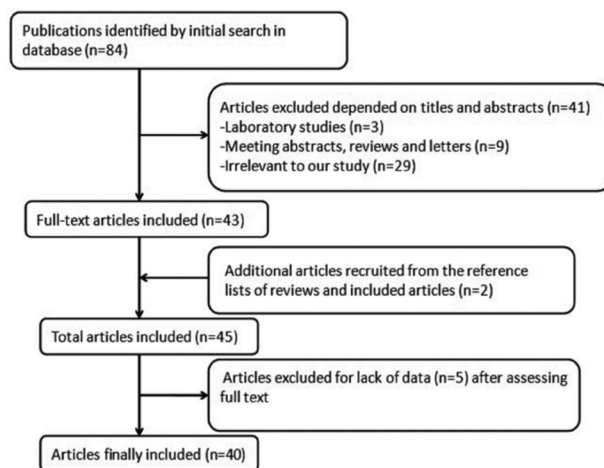 Publications identified by initial search in
database (n=84)
Articles excluded depended on titles and abstracts (n=41)
-Laboratory studies (n=3)
-Meeting abstracts, reviews and letters (n=9)
-Irrelevant to our study (n=29)
Full-text articles included (n=43)
Additional articles recruited from the reference
lists of reviews and included articles (n=2)
Total articles included (n=45)
Articles excluded for lack of data (n=5) after assessing
full text
Articles finally included (n=40)